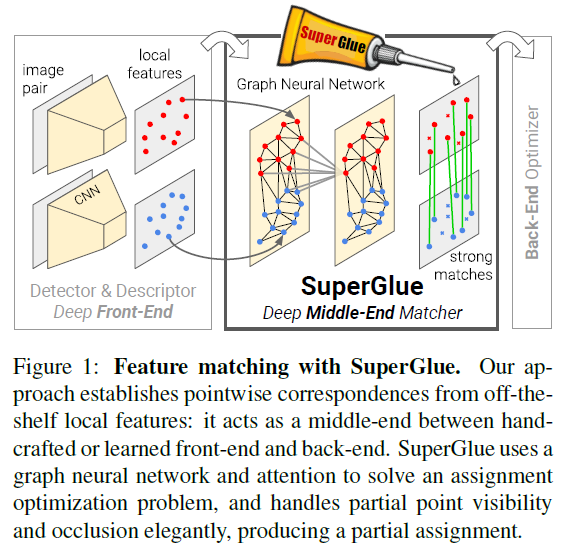 image
pair
local
features
CNN
Detector & Descriptor
Deep Front-End
SuperGlue
Graph Neural Network
SuperGlue
Deep Middle-End Matcher
strong
matches
Back-End Optimizer
Figure 1: Feature matching with SuperGlue. Our ap-
proach establishes pointwise correspondences from off-the-
shelf local features: it acts as a middle-end between hand-
crafted or learned front-end and back-end. SuperGlue uses a
graph neural network and attention to solve an assignment
optimization problem, and handles partial point visibility
and occlusion elegantly, producing a partial assignment.